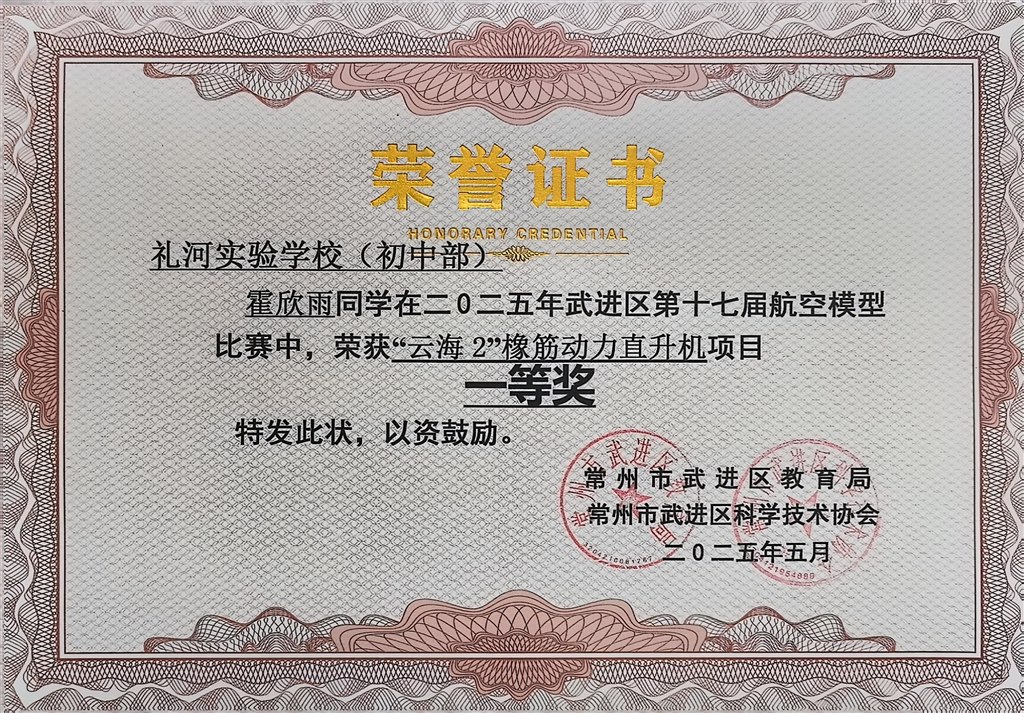 荣誉证书
HONORARY CREDENTIAL
礼河实验学校（初中部）
霍欣雨同学在二0二五年武进区第十七届航空模型
比赛中，荣获“云海 2”橡筋动力直升机项目
一等奖
特发此状，以资鼓励。
常州市武进区教育局
常州市武进区科学技术协会
二0二五年五月